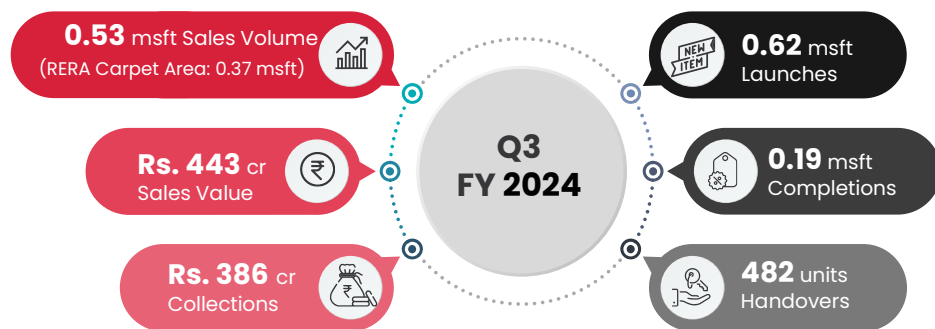 0.53 msft Sales Volume
(RERA Carpet Area: 0.37 msft)
Rs. 443 cr
Sales Value
₹
Rs. 386 cr
Collections
₹
Q3
FY 2024
NEW
ITEM
0.62 msft
Launches
%
0.19 msft
Completions
482 units
Handovers